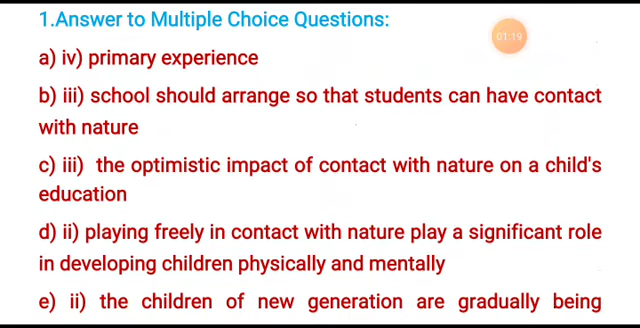 1.Answer to Multiple Choice Questions:
01:19
a) iv) primary experience
b) iii) school should arrange so that students can have contact
with nature
c) iii) the optimistic impact of contact with nature on a child's
education
d) ii) playing freely in contact with nature play a significant role
in developing children physically and mentally
e) ii) the children of new generation are gradually being